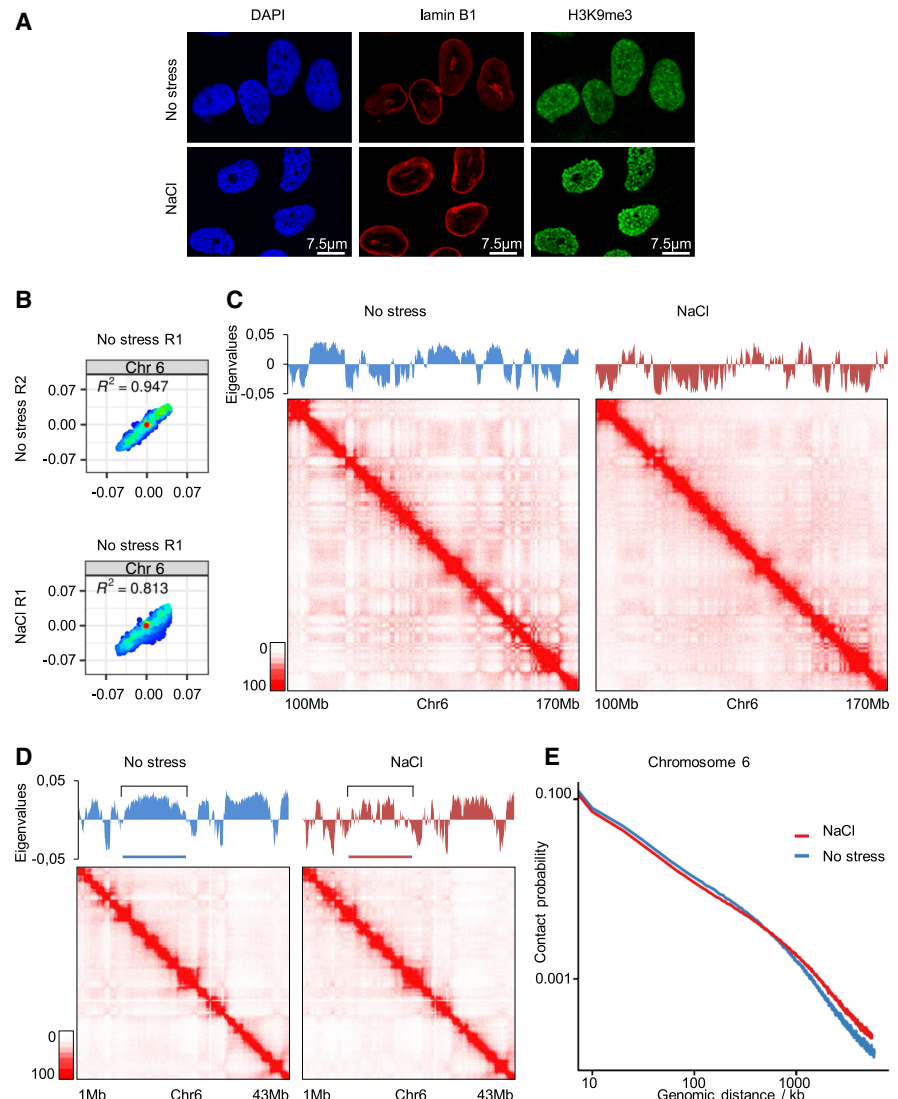 A
DAPI
lamin B1
H3K9me3
No stress
NaCl
7.5µm
7.5µm
7.5µm
B
No stress R1
Chr 6
R² = 0.947
No stress R2
0.07
0.00
-0.07
-0.07 0.00 0.07
No stress R1
Chr 6
R² = 0.813
NaCl R1
0.07
0.00
-0.07
-0.07 0.00 0.07
C
No stress
NaCl
Eigenvalues
0,05
0
-0.05
0
100
100Mb Chr6 170Mb
100Mb Chr6 170Mb
D
No stress
NaCl
Eigenvalues
0,05
0
-0,05
0
100
1Mb Chr6 43Mb
1Mb Chr6 43Mb
E
Chromosome 6
Contact probability
0.100
0.001
NaCl
No stress
10 100 1000
Genomic distance / kb